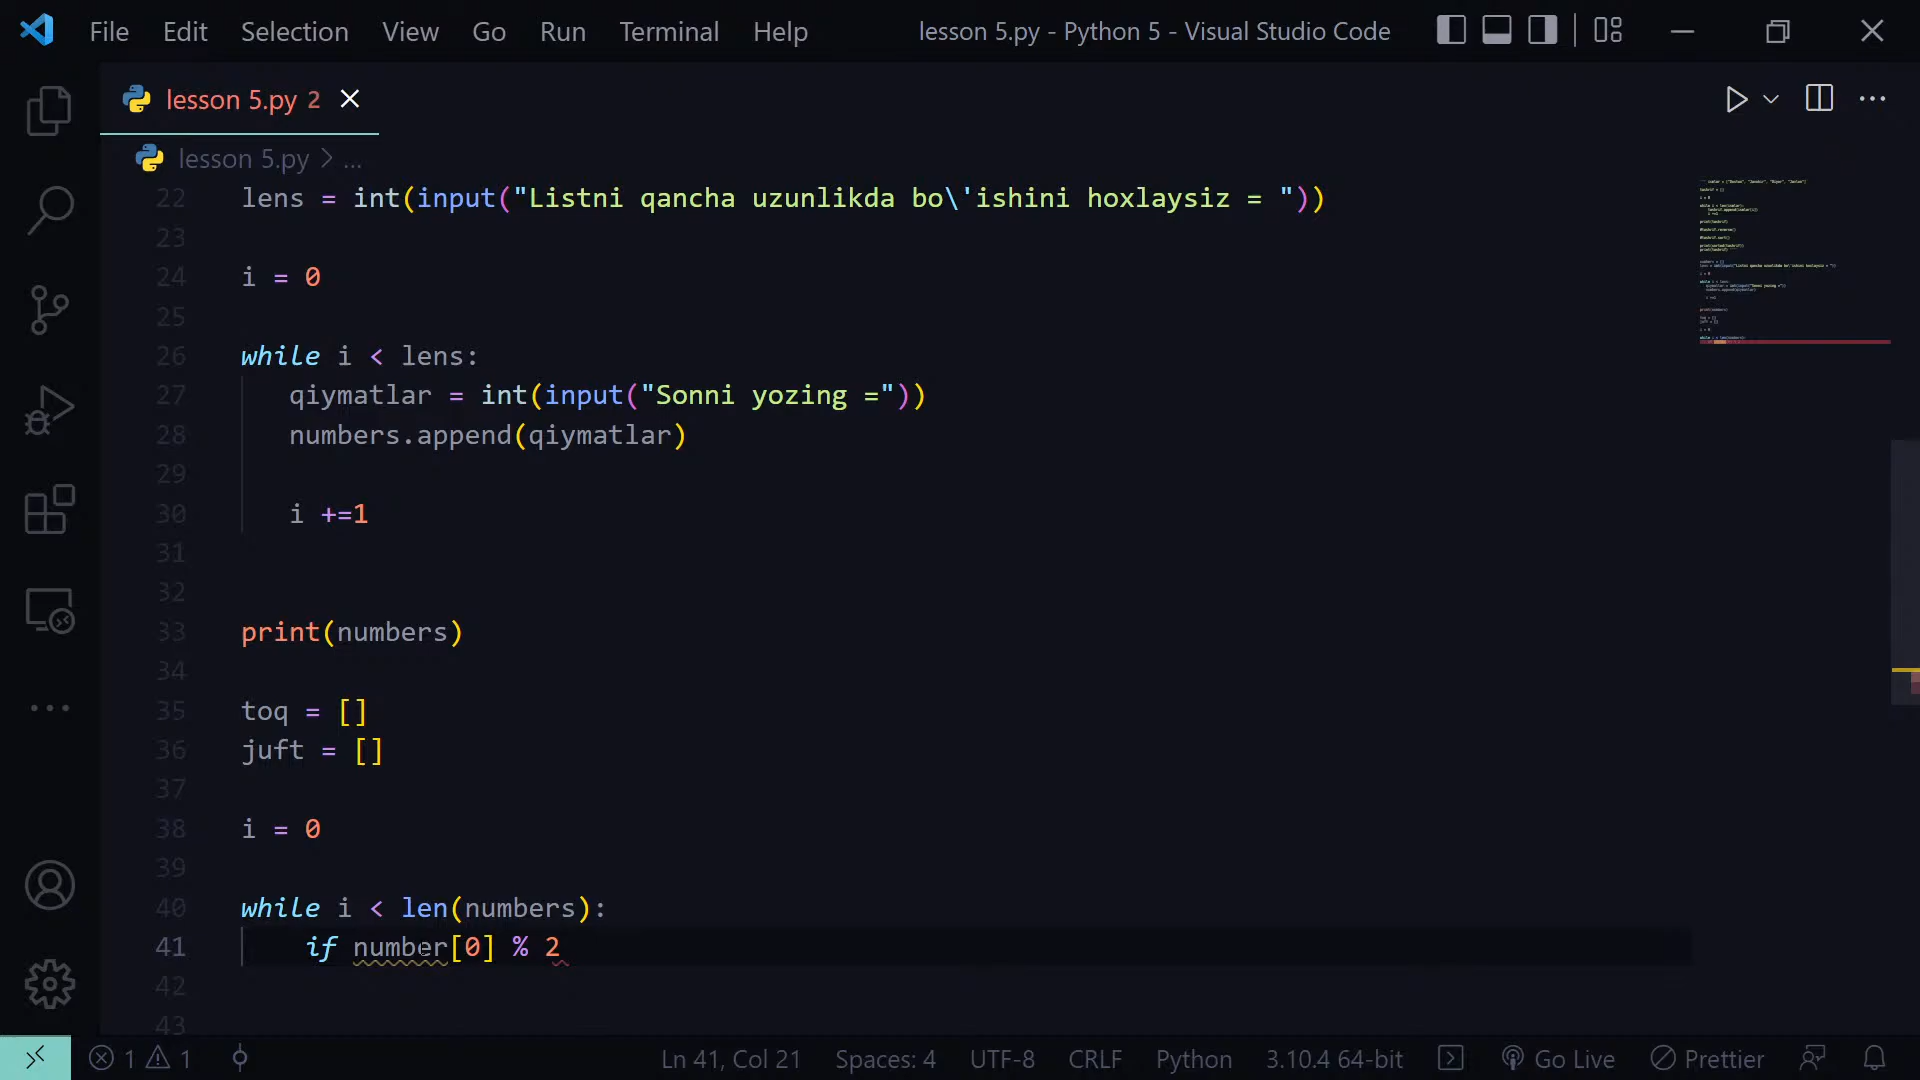 File Edit Selection View Go Run Terminal Help lesson 5.py - Python 5 - Visual Studio Code
lesson 5.py 2
lesson 5.py > ...
22 lens = int(input("Listni qancha uzunlikda bo\'ishini hoxlaysiz = "))
23
24 i = 0
25
26 while i < lens:
27 qiymatlar = int(input("Sonni yozing ="))
28 numbers.append(qiymatlar)
29
30 i +=1
31
32
33 print(numbers)
34
35 toq = []
36 juft = []
37
38 i = 0
39
40 while i < len(numbers):
41 if number[0] % 2
42
43
1 1 Ln 41, Col 21 Spaces: 4 UTF-8 CRLF Python 3.10.4 64-bit Go Live Prettier